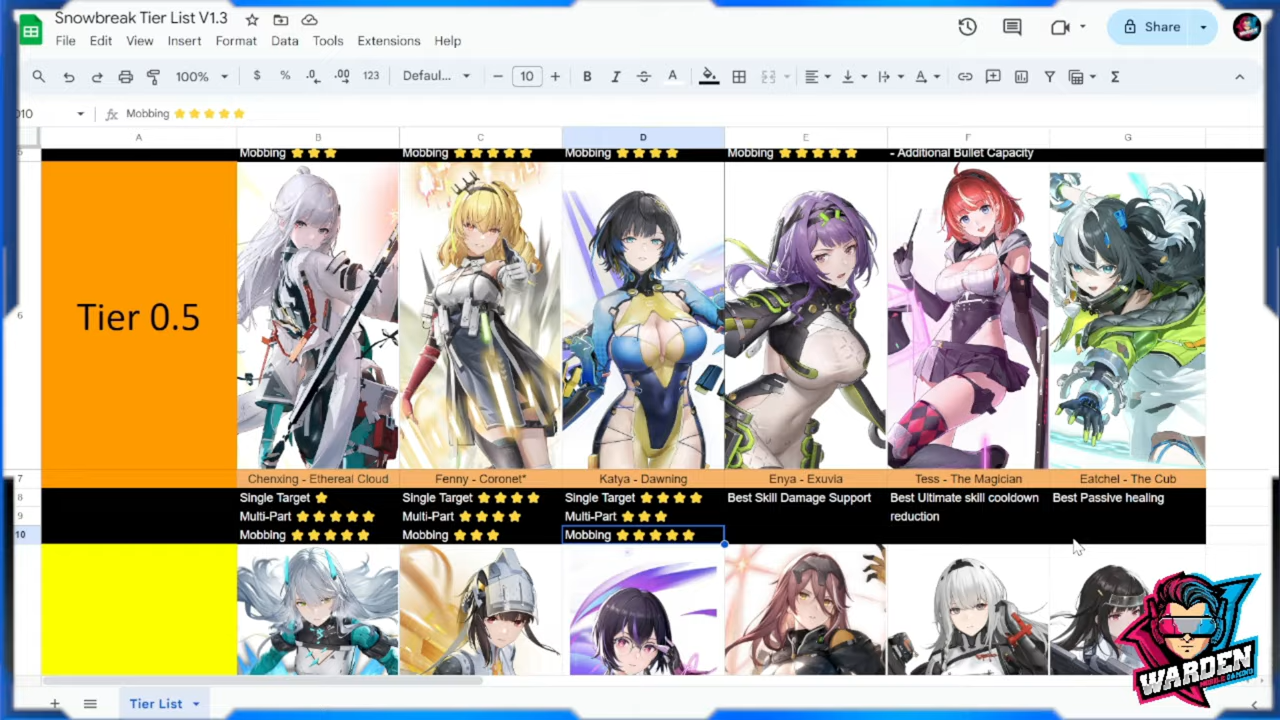 Snowbreak Tier List V1.3
File Edit View Insert Format Data Tools Extensions Help
Share
100% $ % .0 .00 123 Defaul... 10 B I A Σ
D10 fx Mobbing ⭐⭐⭐⭐⭐
A B C D E F G
Mobbing ⭐⭐⭐ Mobbing ⭐⭐⭐⭐⭐ Mobbing ⭐⭐⭐⭐ Mobbing ⭐⭐⭐⭐⭐ - Additional Bullet Capacity
6 Tier 0.5
7 Chenxing - Ethereal Cloud Fenny - Coronet* Katya - Dawning Enya - Exuvia Tess - The Magician Eatchel - The Cub
8 Single Target ⭐ Single Target ⭐⭐⭐⭐ Single Target ⭐⭐⭐⭐ Best Skill Damage Support Best Ultimate skill cooldown Best Passive healing
9 Multi-Part ⭐⭐⭐⭐⭐ Multi-Part ⭐⭐⭐⭐ Multi-Part ⭐⭐⭐ reduction
10 Mobbing ⭐⭐⭐⭐⭐ Mobbing ⭐⭐⭐ Mobbing ⭐⭐⭐⭐⭐
WARDEN
MOBILE GAMING
Tier List